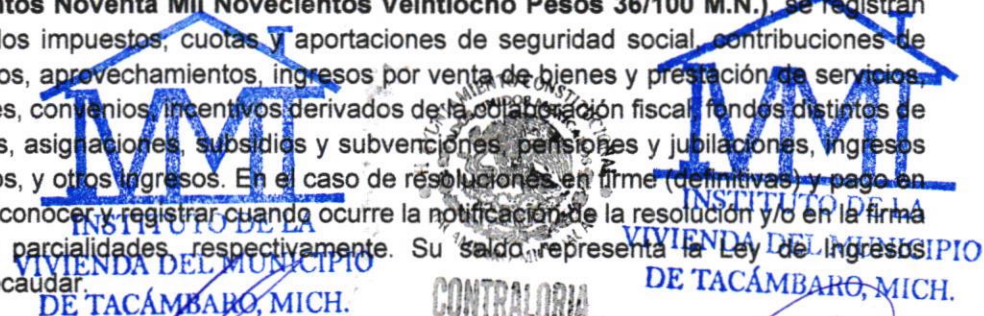 ntos Noventa Mil Novecientos Veintiocho Pesos 36/100 M.N.), se registran
los impuestos, cuotas y aportaciones de seguridad social, contribuciones de
os, aprovechamientos, ingresos por venta de bienes y prestación de servicios,
es, convenios, incentivos derivados de la colaboración fiscal, fondos distintos de
s, asignaciones, subsidios y subvenciones, pensiones y jubilaciones, ingresos
os, y otros ingresos. En el caso de resoluciones en firme (definitivas) y pago en
conocer y registrar cuando ocurre la notificación de la resolución y/o en la firma
parcialidades, respectivamente. Su saldo representa la Ley de Ingresos
caudar.
INSTITUTO DE LA
VIVIENDA DEL MUNICIPIO
DE TACÁMBARO, MICH.
CONTRALORIA
INSTITUTO DE LA
VIVIENDA DEL MUNICIPIO
DE TACÁMBARO, MICH.